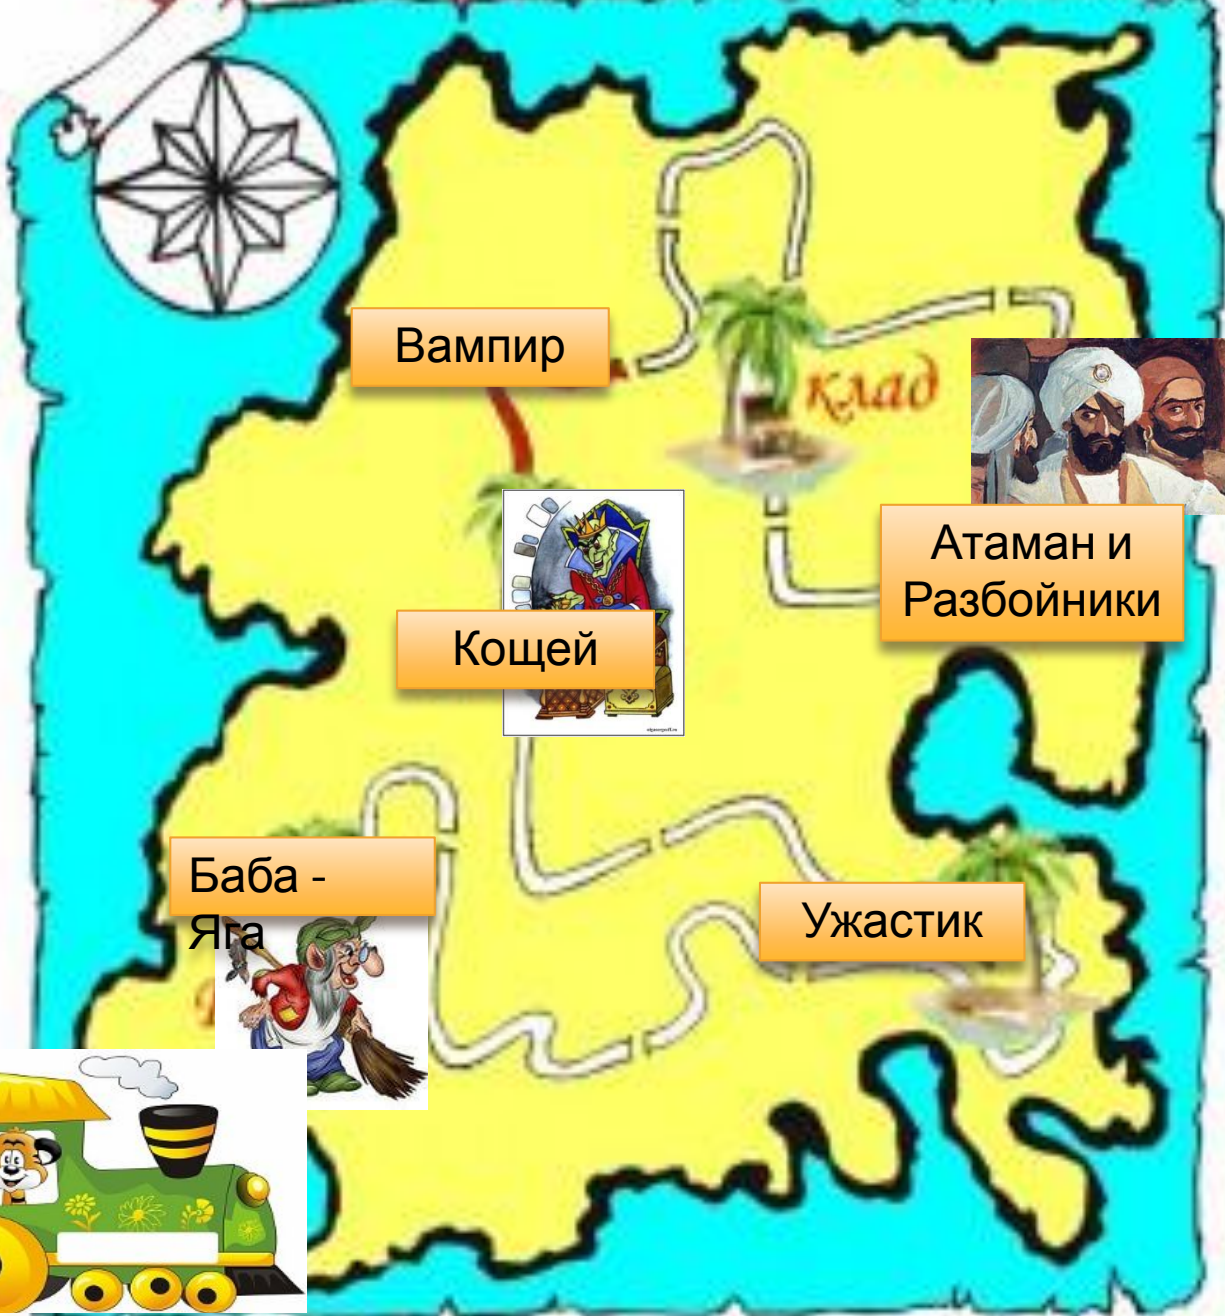 Вампир
клад
Атаман и
Разбойники
Кощей
Баба -
Яга
Ужастик